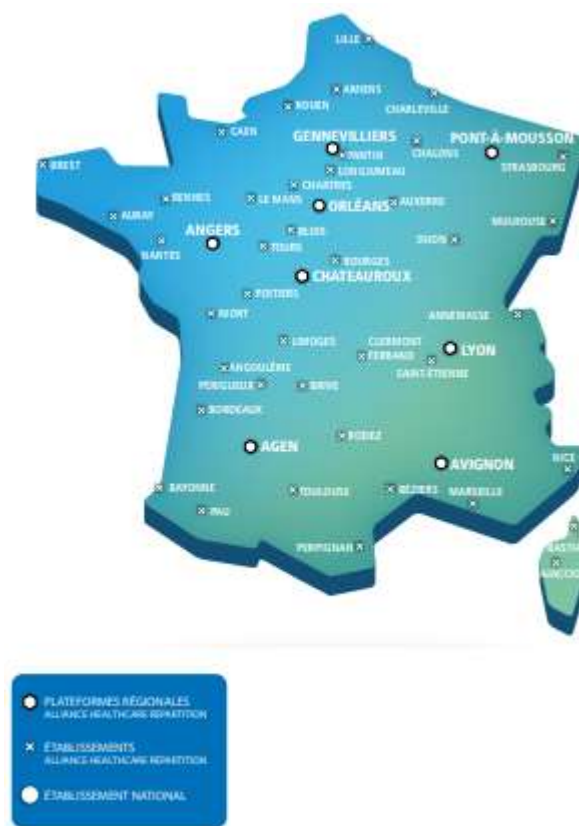 LILLE
AMIENS
ROUEN
CHARLEVILLE
CAEN
GENNEVILLIERS
PONT-À-MOUSSON
PANTIN
CHALONS
STRASBOURG
BREST
LONGJUMEAU
CHARTRES
RENNES
LE MANS
ORLÉANS
AUXERRE
AURAY
MULHOUSE
ANGERS
BLOIS
DIJON
NANTES
TOURS
BOURGES
CHATEAUROUX
POITIERS
NIORT
ANNEMASSE
LIMOGES
CLERMONT
FERRAND
LYON
ANGOULÊME
SAINT-ÉTIENNE
PÉRIGUEUX
BRIVE
BORDEAUX
RODEZ
AGEN
AVIGNON
NICE
BAYONNE
TOULOUSE
BÉZIERS
MARSEILLE
PAU
PERPIGNAN
BASTIA
PLATEFORMES RÉGIONALES
ALLIANCE HEALTHCARE RÉPARTITION
ÉTABLISSEMENTS
ALLIANCE HEALTHCARE RÉPARTITION
ÉTABLISSEMENT NATIONAL